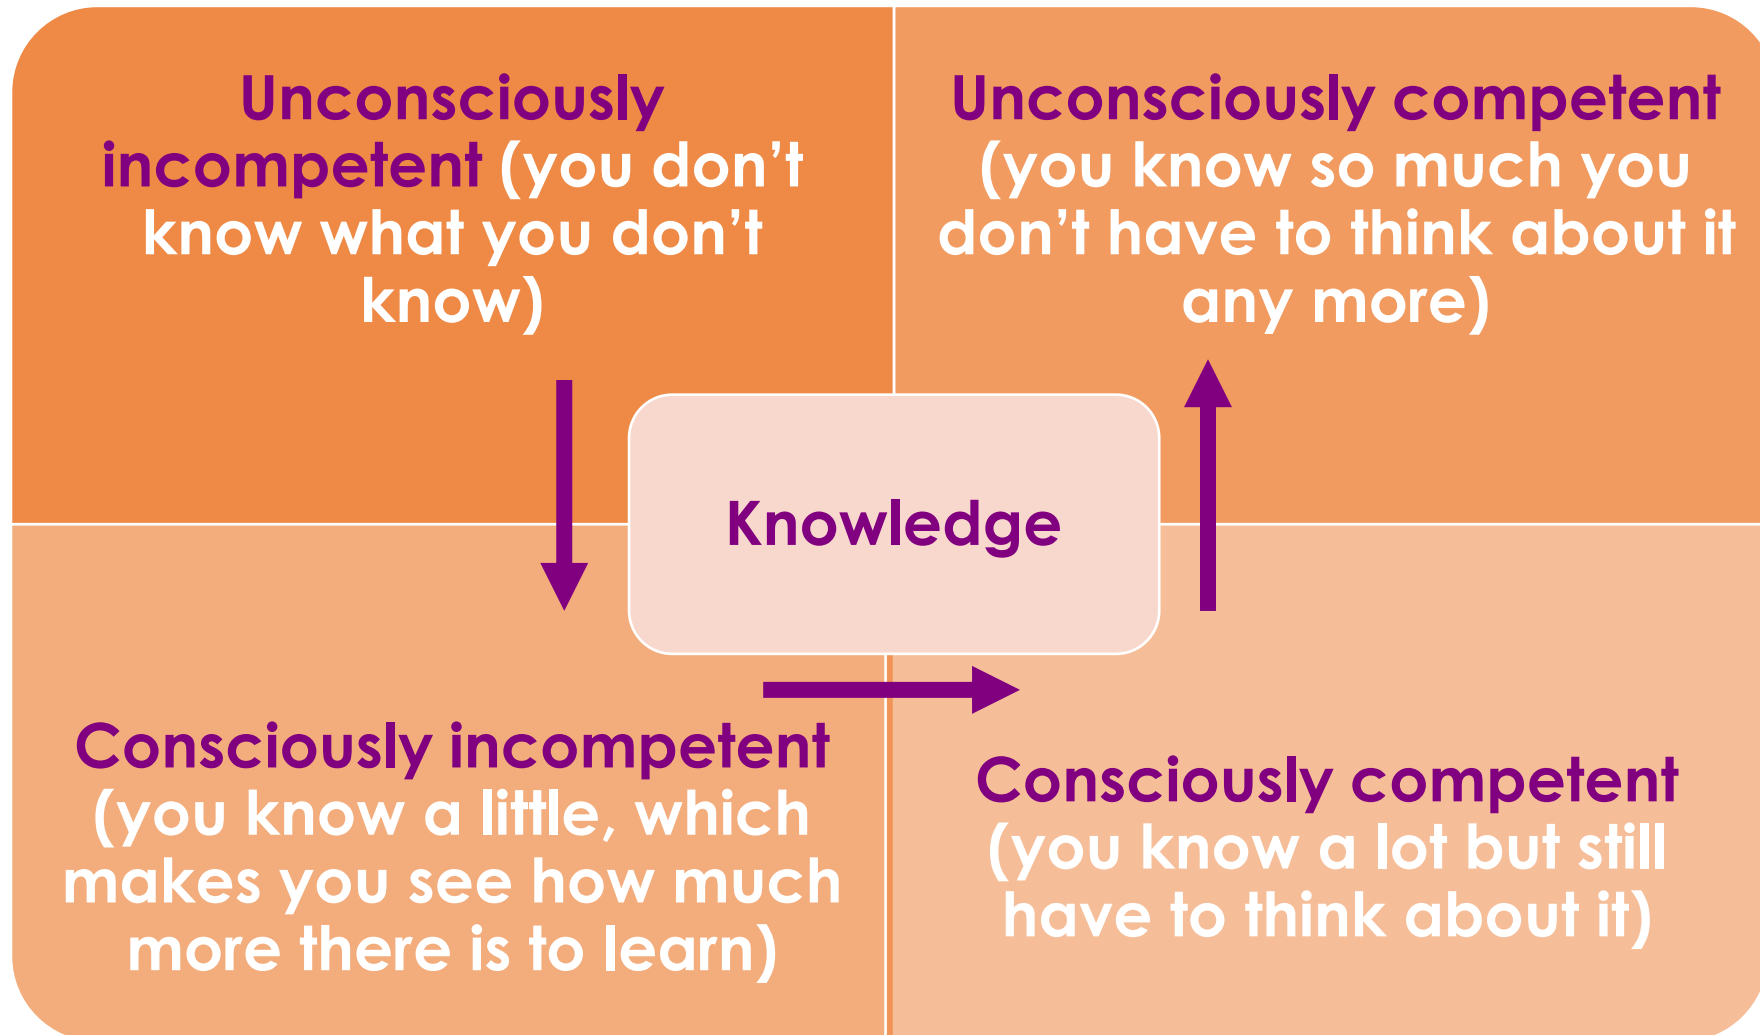 Unconsciously
incompetent (you don’t
know what you don’t
know)
Unconsciously competent
(you know so much you
don’t have to think about it
any more)
Knowledge
Consciously incompetent
(you know a little, which
makes you see how much
more there is to learn)
Consciously competent
(you know a lot but still
have to think about it)